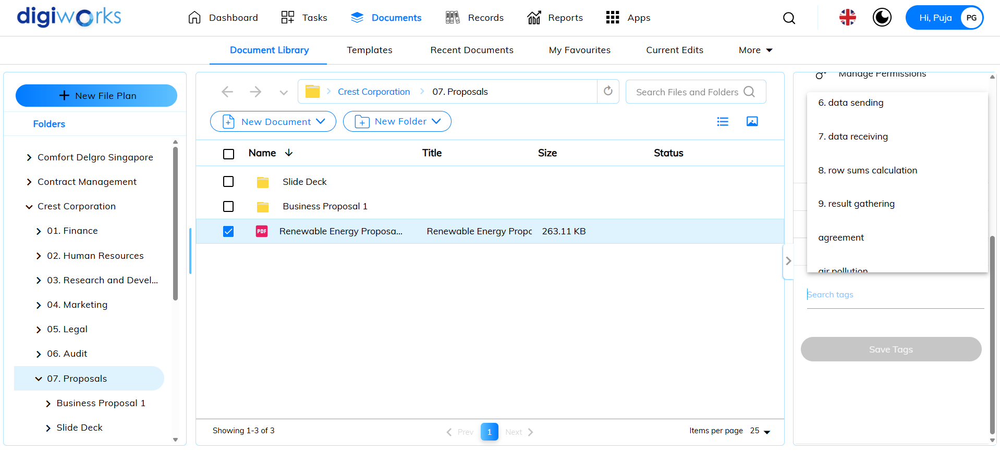 digiworks
Dashboard
Tasks
Documents
Records
Reports
Apps
Hi, Puja
PG
Document Library
Templates
Recent Documents
My Favourites
Current Edits
More
New File Plan
Folders
Comfort Delgro Singapore
Contract Management
Crest Corporation
01. Finance
02. Human Resources
03. Research and Devel...
04. Marketing
05. Legal
06. Audit
07. Proposals
Business Proposal 1
Slide Deck
Crest Corporation
07. Proposals
Search Files and Folders
New Document
New Folder
Name
Title
Size
Status
Slide Deck
Business Proposal 1
PDF
Renewable Energy Proposa...
Renewable Energy Propo
263.11 KB
Showing 1-3 of 3
Prev
1
Next
Items per page
25
Manage Permissions
6. data sending
7. data receiving
8. row sums calculation
9. result gathering
agreement
air pollution
Search tags
Save Tags